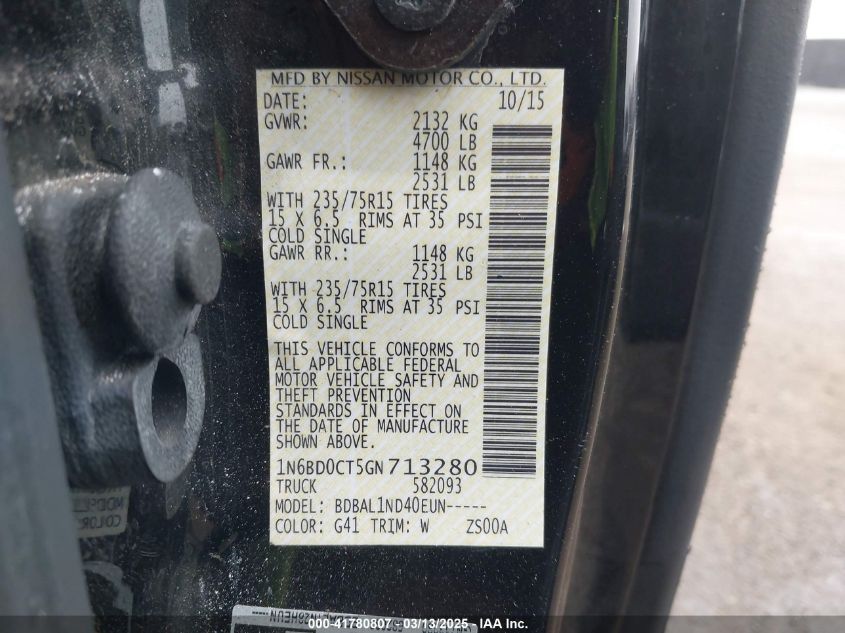 MFD BY NISSAN MOTOR CO., LTD.
DATE: 10/15
GVWR: 2132 KG
4700 LB
GAWR FR.: 1148 KG
2531 LB
WITH 235/75R15 TIRES
15 X 6.5 RIMS AT 35 PSI
COLD SINGLE
GAWR RR.: 1148 KG
2531 LB
WITH 235/75R15 TIRES
15 X 6.5 RIMS AT 35 PSI
COLD SINGLE
THIS VEHICLE CONFORMS TO
ALL APPLICABLE FEDERAL
MOTOR VEHICLE SAFETY AND
THEFT PREVENTION
STANDARDS IN EFFECT ON
THE DATE OF MANUFACTURE
SHOWN ABOVE.
1N6BD0CT5GN713280
TRUCK 582093
MODEL: BDBAL1ND40EUN-----
COLOR: G41 TRIM: W ZS00A
000-41780807 - 03/13/2025 - IAA, Inc.